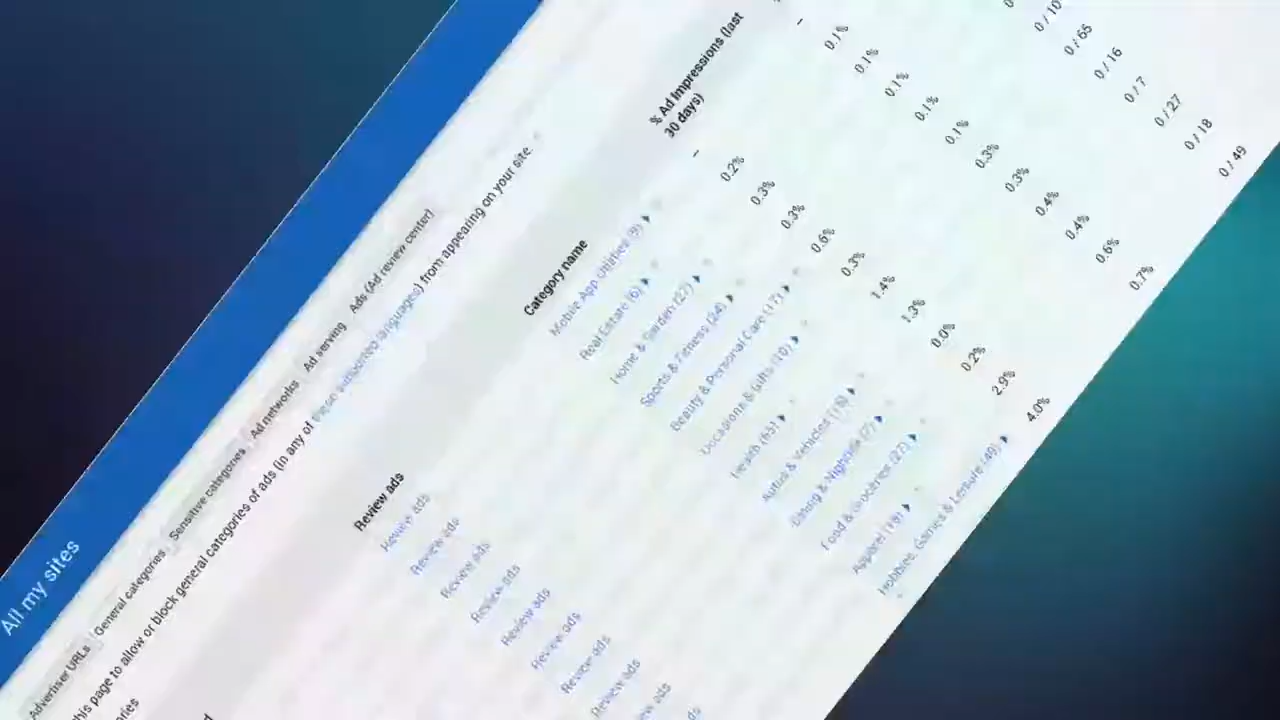 All my sites
Advertiser URLs General categories Sensitive categories Ad networks Ad serving Ads (Ad review center)
this page to allow or block general categories of ads (in any of these supported languages) from appearing on your site.
Review ads Category name % Ad Impressions (last 30 days)
Review ads Mobile App Utilities (9) –
Review ads Real Estate (6) 0.2% –
Review ads Home & Garden (27) 0.3% 0.1%
Review ads Sports & Fitness (24) 0.3% 0.1%
Review ads Beauty & Personal Care (17) 0.6% 0.1%
Review ads Occasions & Gifts (10) 0.3% 0.1%
Review ads Health (65) 1.4% 0.1%
Review ads Autos & Vehicles 1.3% 0.3% 0 / 10
Dating & Nightlife (7) 0.0% 0.3% 0 / 65
Food & Groceries (27) 0.2% 0.4% 0 / 16
Apparel 2.9% 0.4% 0 / 7
Hobbies, Games & Leisure (49) 4.0% 0.6% 0 / 27
0.7% 0 / 18
0 / 49